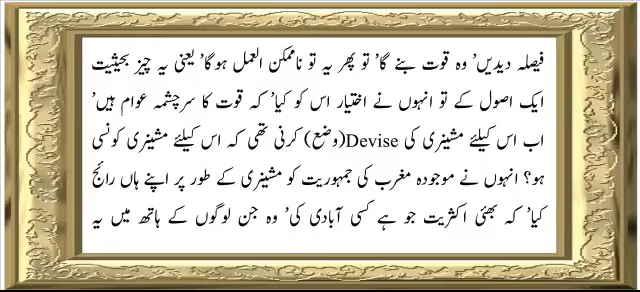 فیصلہ دیدیں’ وہ قوت بنے گا’ تو پھر یہ تو ناممکن العمل ہوگا’ یعنی یہ چیز بحیثیت
ایک اصول کے تو انہوں نے اختیار اس کو کیا’ کہ قوت کا سرچشمہ عوام ہیں’
اب اس کیلئے مشینری کی Devise(وضع) کرنی تھی کہ اس کیلئے مشینری کونسی
ہو؟ انہوں نے موجودہ مغرب کی جمہوریت کو مشینری کے طور پر اپنے ہاں رائج
کیا’ کہ بھئی اکثریت جو ہے کسی آبادی کی’ وہ جن لوگوں کے ہاتھ میں یہ